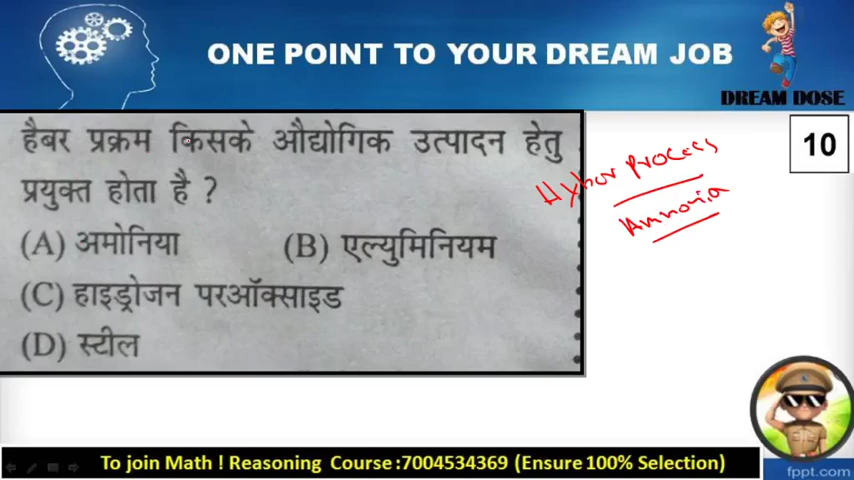 ONE POINT TO YOUR DREAM JOB
DREAM DOSE
हैबर प्रक्रम किसके औद्योगिक उत्पादन हेतु
प्रयुक्त होता है ?
(A) अमोनिया (B) एल्युमिनियम
(C) हाइड्रोजन परऑक्साइड
(D) स्टील
10
Hyber process
Ammonia
To join Math ! Reasoning Course :7004534369 (Ensure 100% Selection)
fppt.com